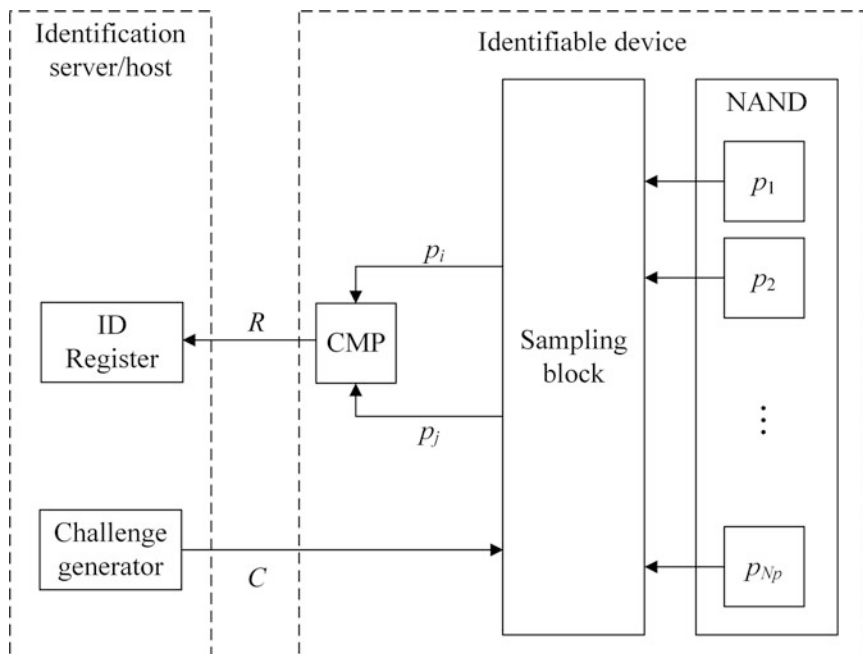 Identification
server/host
Identifiable device
NAND
p1
p2
⋮
pNp
Sampling
block
pi
pj
CMP
R
ID
Register
Challenge
generator
C